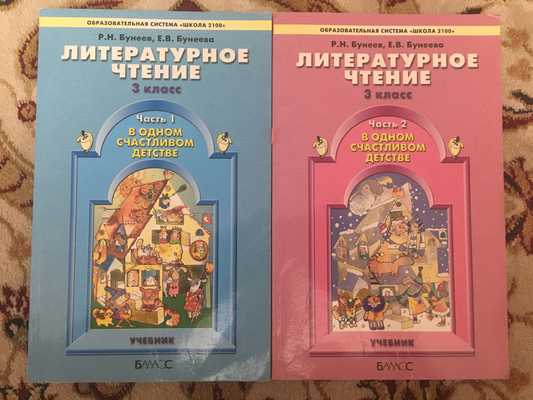 ОБРАЗОВАТЕЛЬНАЯ СИСТЕМА «ШКОЛА 2100»
Р.Н. Бунеев, Е.В. Бунеева
ЛИТЕРАТУРНОЕ
ЧТЕНИЕ
3 класс
Часть 1
В ОДНОМ
СЧАСТЛИВОМ
ДЕТСТВЕ
УЧЕБНИК
БАЛАСС
ОБРАЗОВАТЕЛЬНАЯ СИСТЕМА «ШКОЛА 2100»
Р.Н. Бунеев, Е.В. Бунеева
ЛИТЕРАТУРНОЕ
ЧТЕНИЕ
3 класс
Часть 2
В ОДНОМ
СЧАСТЛИВОМ
ДЕТСТВЕ
УЧЕБНИК
БАЛАСС